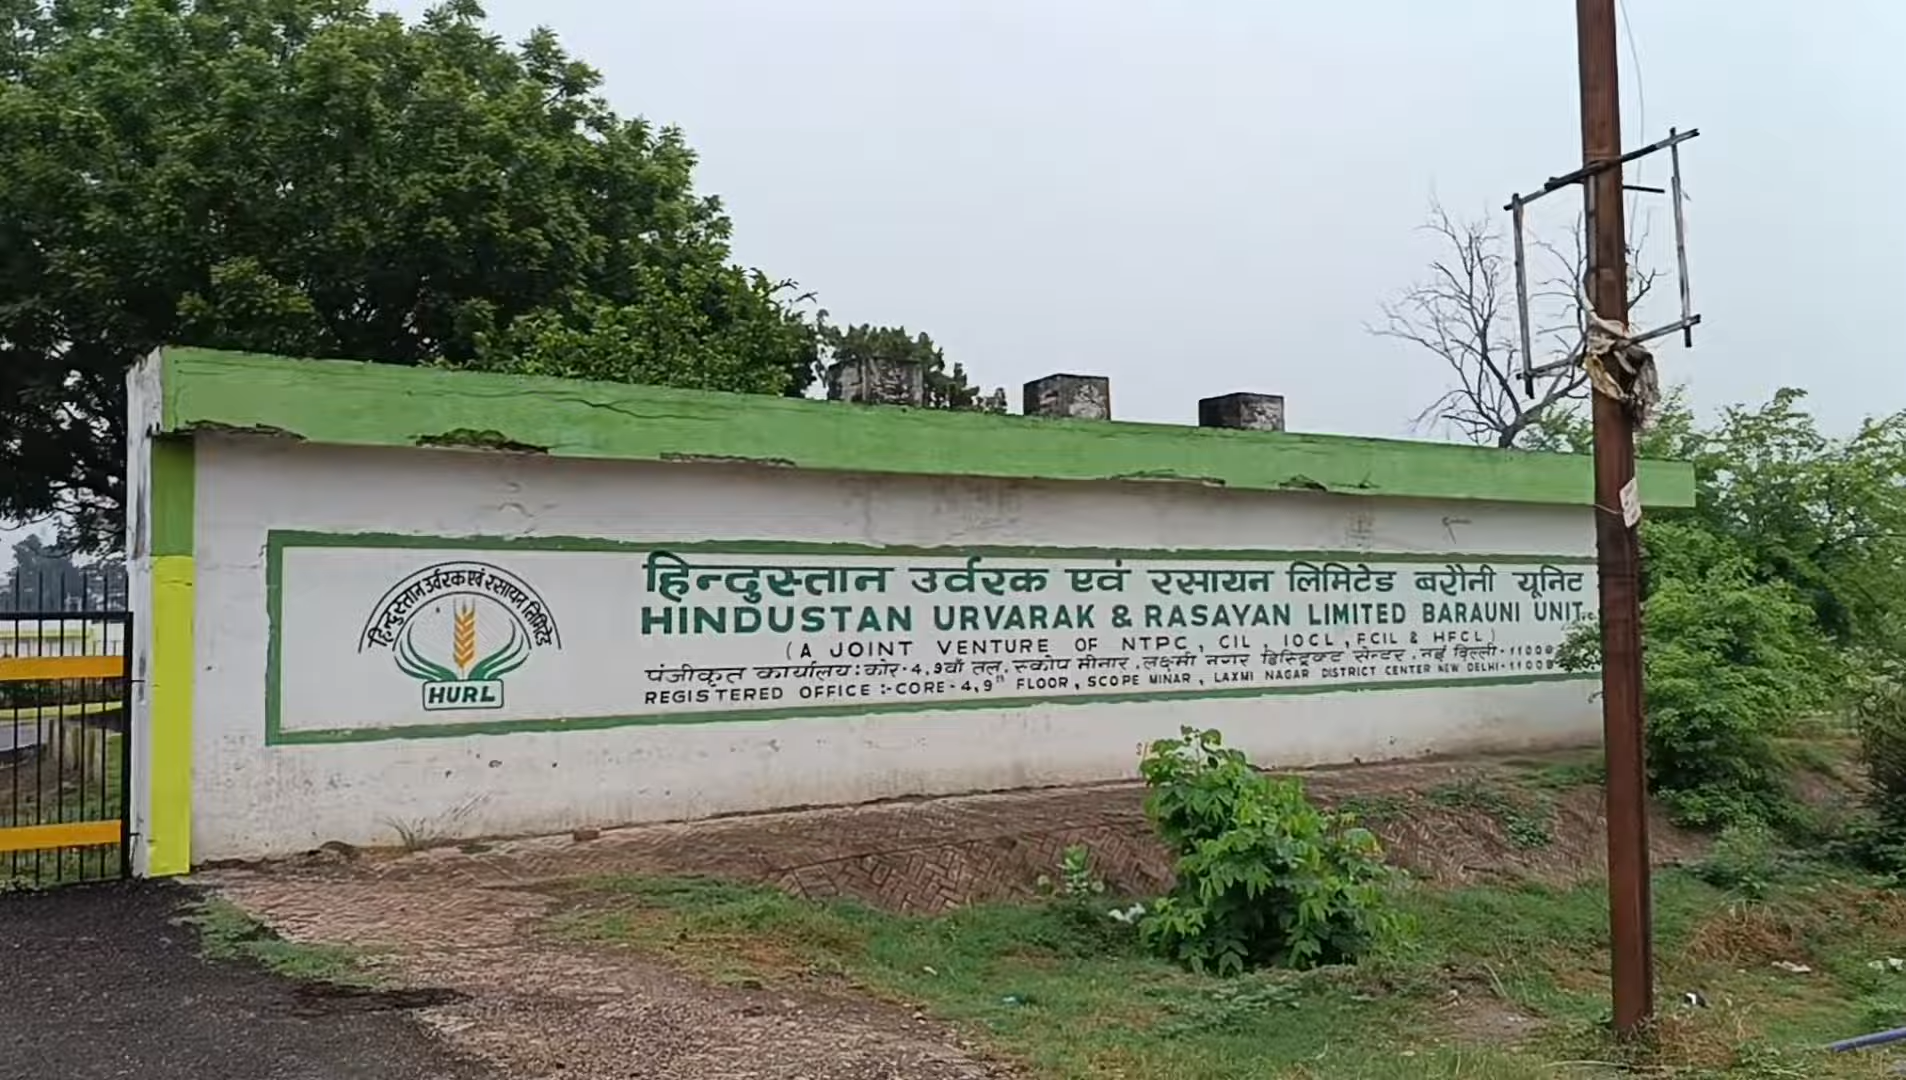 हिन्दुस्तान उर्वरक एवं रसायन लिमिटेड
HURL
हिन्दुस्तान उर्वरक एवं रसायन लिमिटेड बरौनी यूनिट
HINDUSTAN URVARAK & RASAYAN LIMITED BARAUNI UNIT
(A JOINT VENTURE OF NTPC, CIL, IOCL, FCIL & HFCL)
पंजीकृत कार्यालय: कोर-4, 9वाँ तल, स्कोप मीनार, लक्ष्मी नगर डिस्ट्रिक्ट सेन्टर, नई दिल्ली-
REGISTERED OFFICE :-CORE-4, 9th FLOOR, SCOPE MINAR, LAXMI NAGAR DISTRICT CENTER NEW DELHI-